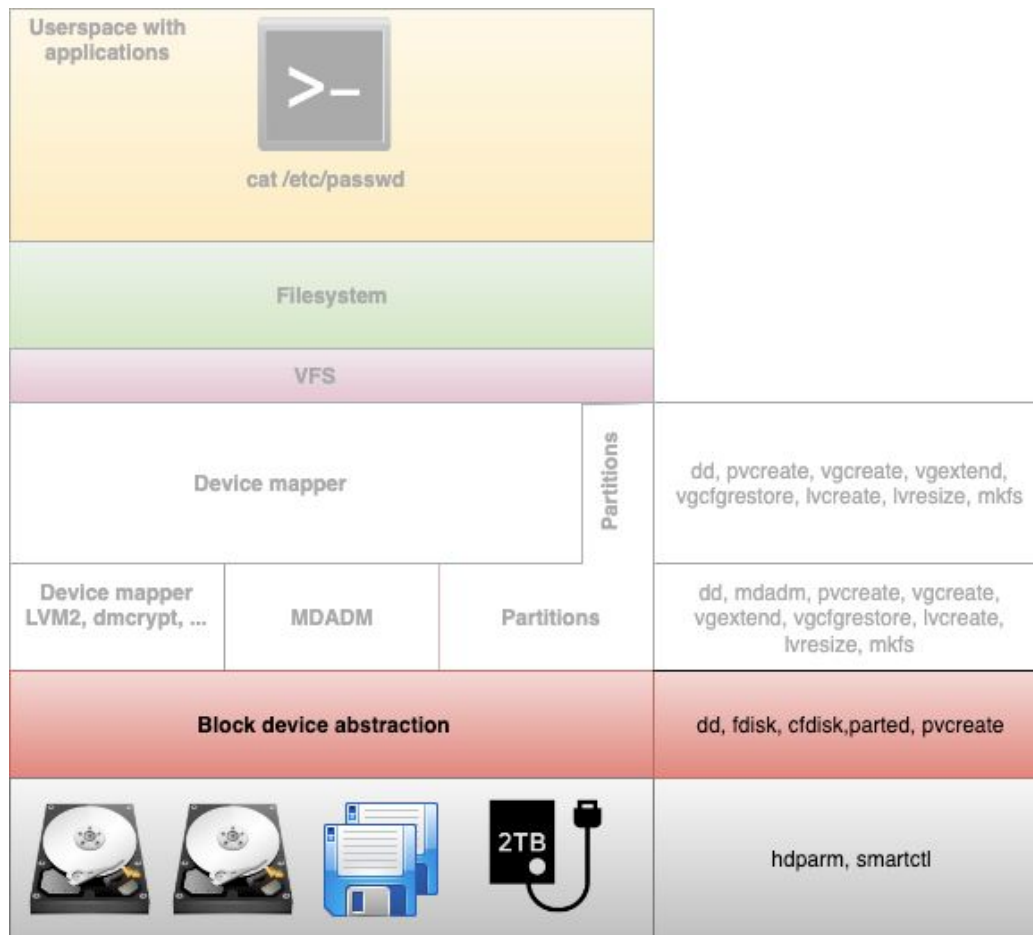 Userspace with
applications
>-
cat /etc/passwd
Filesystem
VFS
Device mapper
Partitions
dd, pvcreate, vgcreate, vgextend,
vgcfgrestore, lvcreate, lvresize, mkfs
Device mapper
LVM2, dmcrypt, ...
MDADM
Partitions
dd, mdadm, pvcreate, vgcreate,
vgextend, vgcfgrestore, lvcreate,
lvresize, mkfs
Block device abstraction
dd, fdisk, cfdisk,parted, pvcreate
2TB
hdparm, smartctl